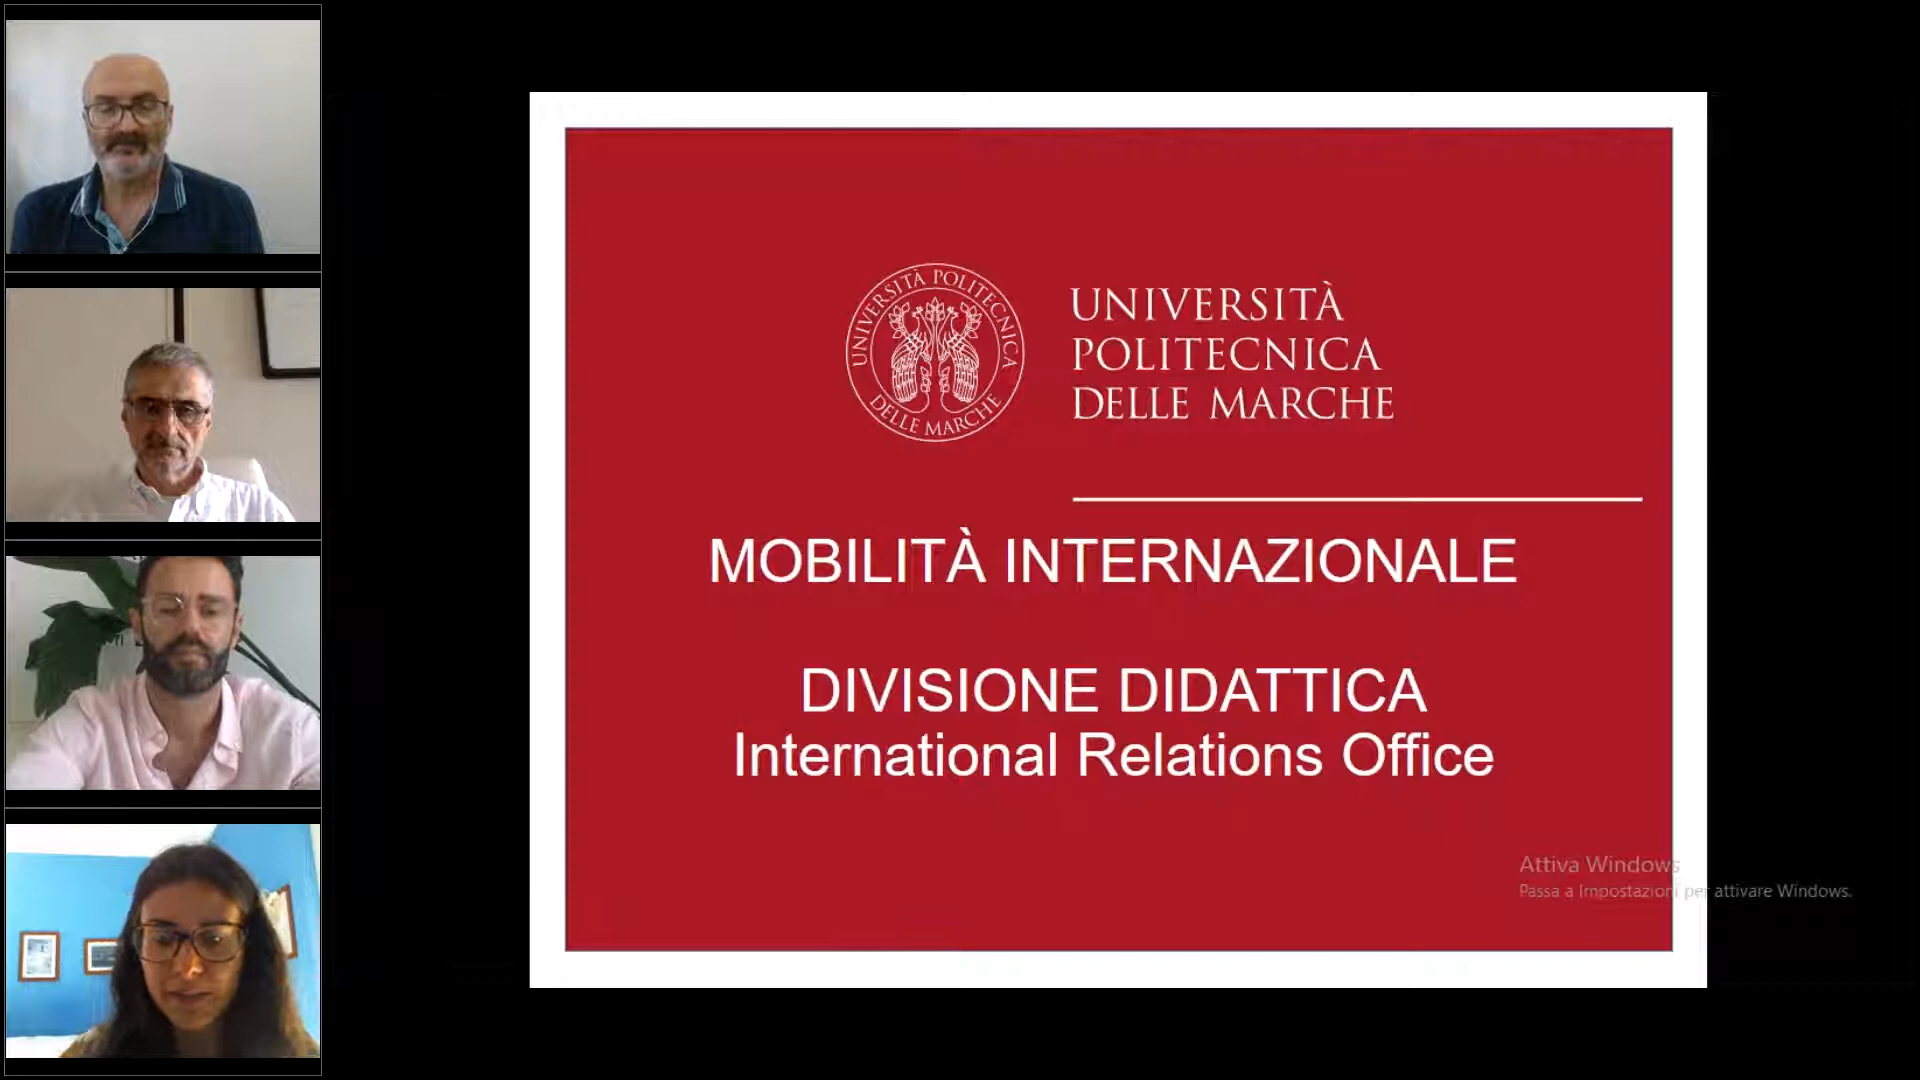 UNIVERSITÀ POLITECNICA
DELLE MARCHE
UNIVERSITÀ
POLITECNICA
DELLE MARCHE
MOBILITÀ INTERNAZIONALE
DIVISIONE DIDATTICA
International Relations Office
Attiva Windows
Passa a Impostazioni per attivare Windows.